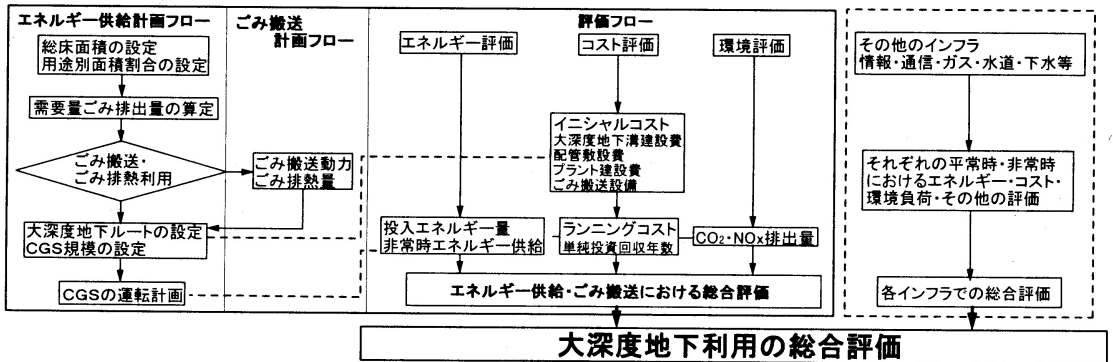 エネルギー供給計画フロー
総床面積の設定
用途別面積割合の設定
需要量ごみ排出量の算定
ごみ搬送・
ごみ排熱利用
大深度地下ルートの設定
CGS規模の設定
CGSの運転計画
ごみ搬送
計画フロー
ごみ搬送動力
ごみ排熱量
評価フロー
エネルギー評価
投入エネルギー量
非常時エネルギー供給
コスト評価
イニシャルコスト
大深度地下溝建設費
配管敷設費
プラント建設費
ごみ搬送設備
ランニングコスト
単純投資回収年数
環境評価
CO₂・NOx排出量
エネルギー供給・ごみ搬送における総合評価
その他のインフラ
情報・通信・ガス・水道・下水等
それぞれの平常時・非常時
におけるエネルギー・コスト・
環境負荷・その他の評価
各インフラでの総合評価
大深度地下利用の総合評価